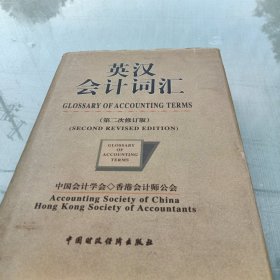 英汉
会计词汇
GLOSSARY OF ACCOUNTING TERMS
(第二次修订版)
(SECOND REVISED EDITION)
GLOSSARY
OF
ACCOUNTING
TERMS
中国会计学会◇香港会计师公会
Accounting Society of China
Hong Kong Society of Accountants
中国财政经济出版社